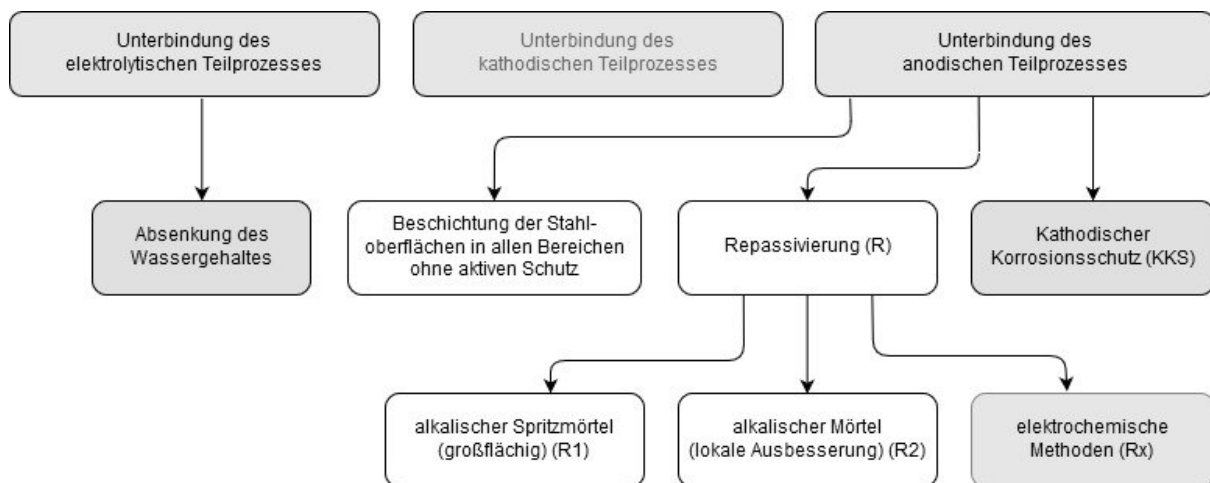 Unterbindung des
elektrolytischen Teilprozesses
Unterbindung des
kathodischen Teilprozesses
Unterbindung des
anodischen Teilprozesses
Absenkung des
Wassergehaltes
Beschichtung der Stahl-
oberflächen in allen Bereichen
ohne aktiven Schutz
Repassivierung (R)
Kathodischer
Korrosionsschutz (KKS)
alkalischer Spritzmörtel
(großflächig) (R1)
alkalischer Mörtel
(lokale Ausbesserung) (R2)
elektrochemische
Methoden (Rx)